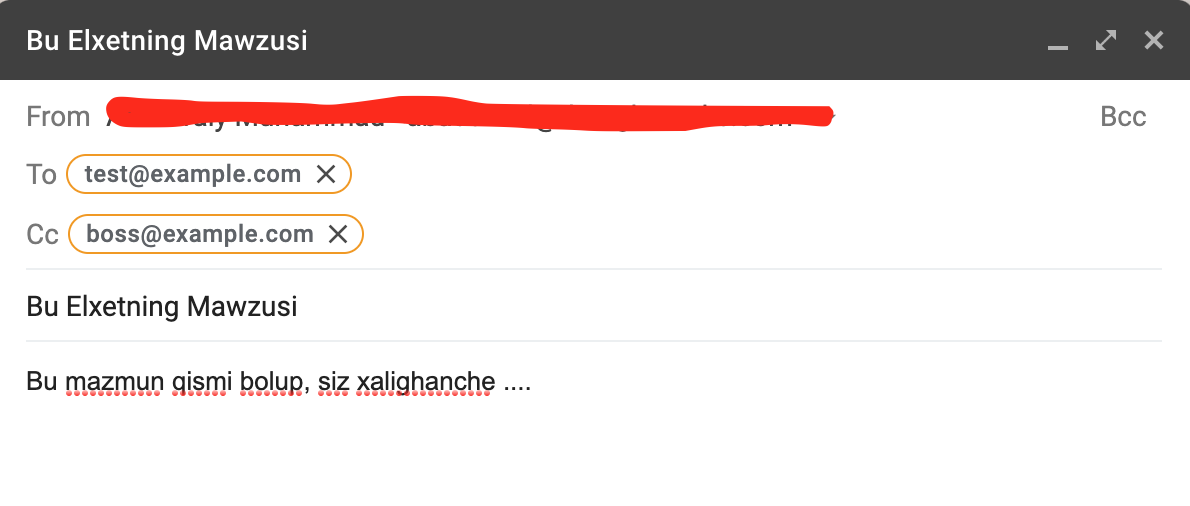 Bu Elxetning Mawzusi
From Bcc
To test@example.com
Cc boss@example.com
Bu Elxetning Mawzusi
Bu mazmun qismi bolup, siz xalighanche ....